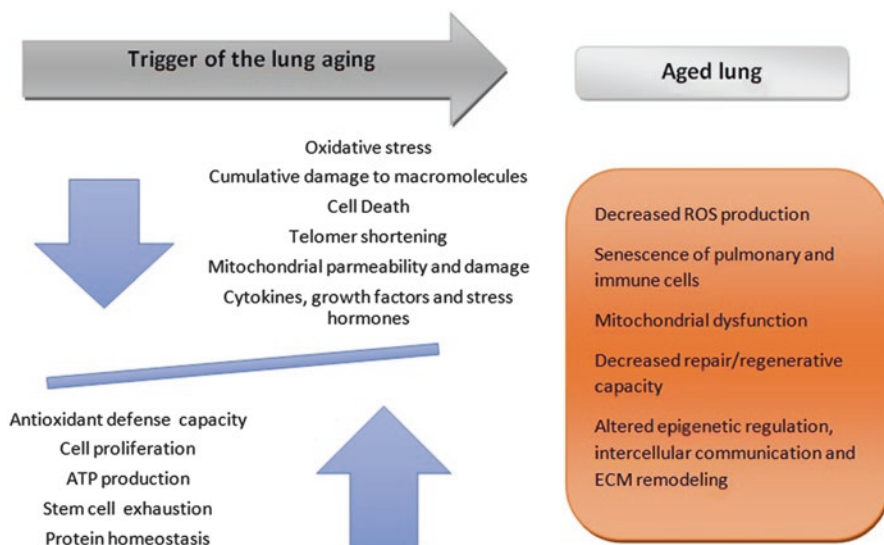 Trigger of the lung aging
Aged lung
Oxidative stress
Cumulative damage to macromolecules
Cell Death
Telomer shortening
Mitochondrial parmeability and damage
Cytokines, growth factors and stress
hormones
Antioxidant defense capacity
Cell proliferation
ATP production
Stem cell exhaustion
Protein homeostasis
Decreased ROS production
Senescence of pulmonary and
immune cells
Mitochondrial dysfunction
Decreased repair/regenerative
capacity
Altered epigenetic regulation,
intercellular communication and
ECM remodeling